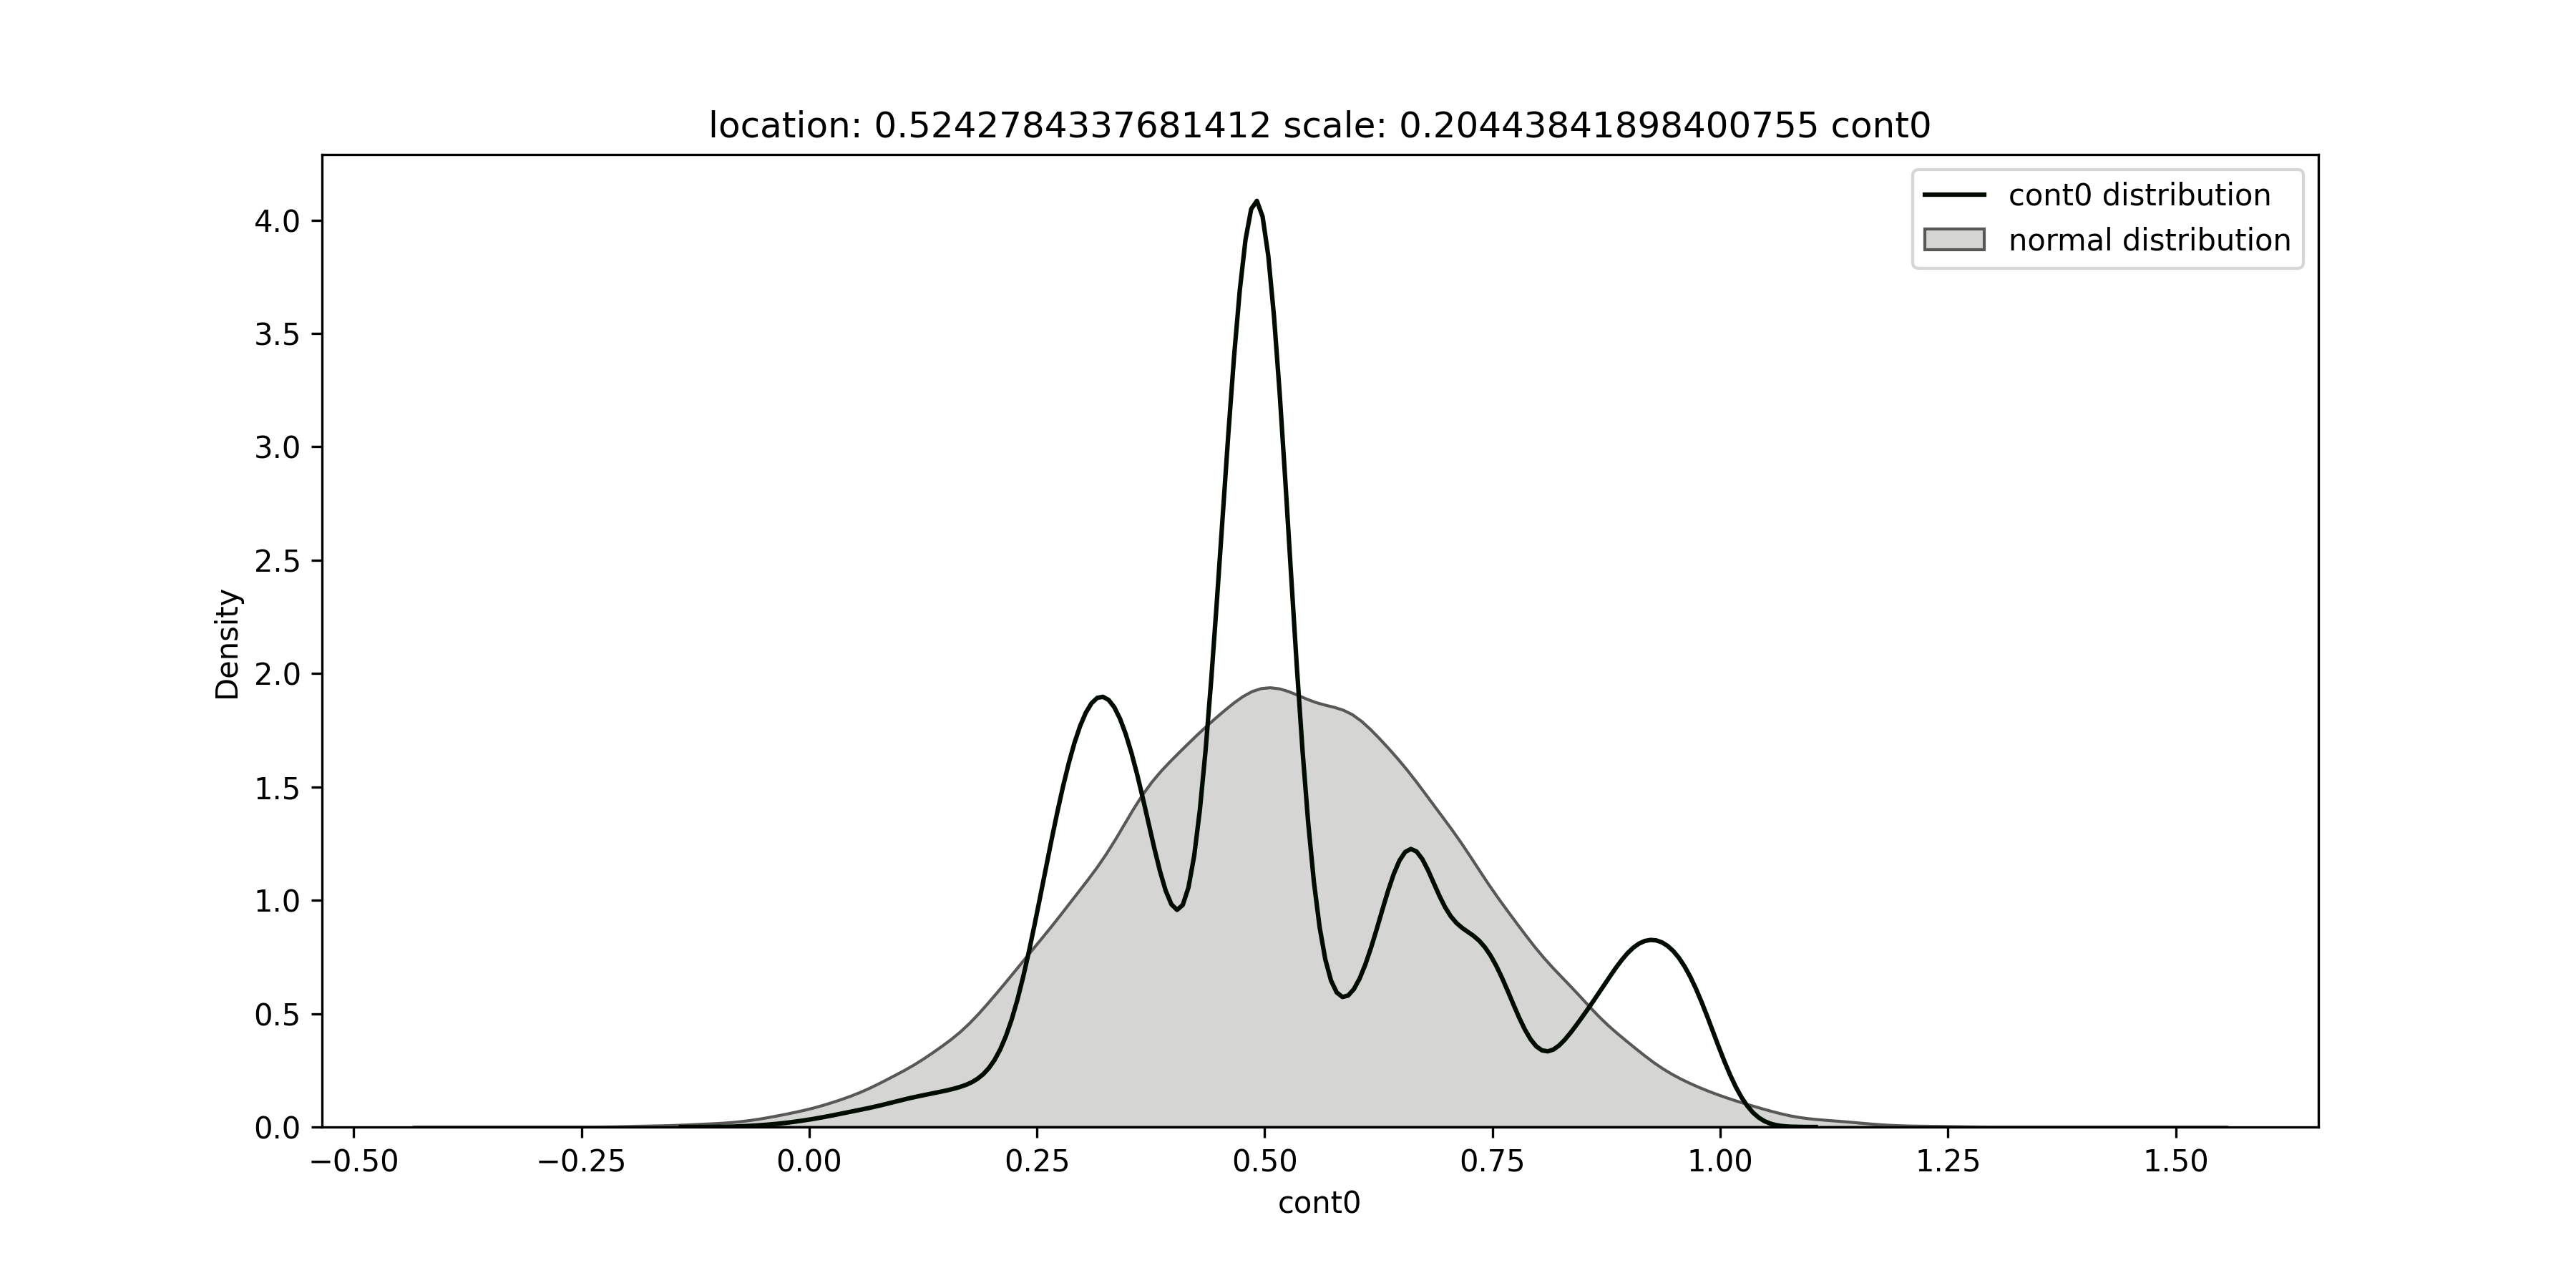 location: 0.5242784337681412 scale: 0.20443841898400755 cont0
cont0 distribution
normal distribution
4.0
3.5
3.0
2.5
2.0
1.5
1.0
0.5
0.0
Density
−0.50 −0.25 0.00 0.25 0.50 0.75 1.00 1.25 1.50
cont0